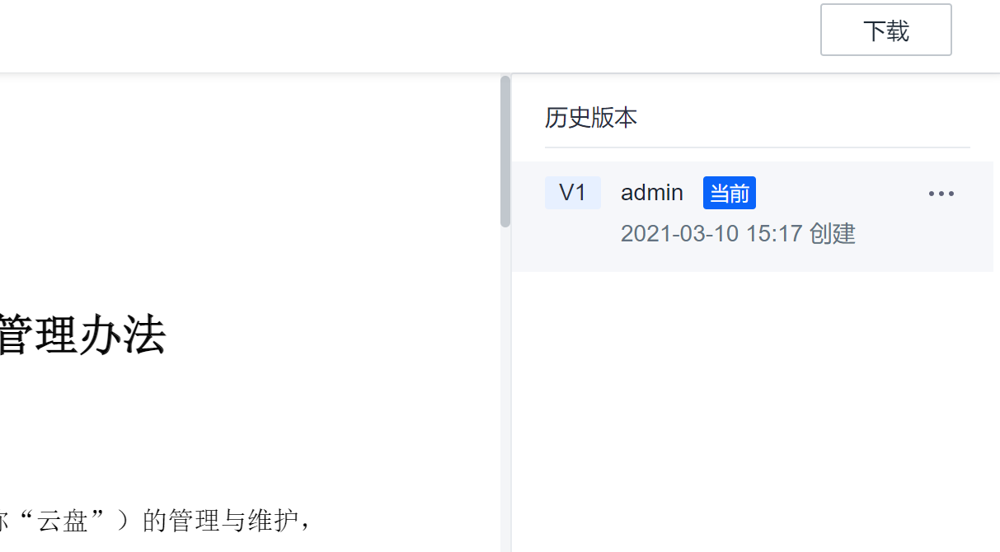 下载
历史版本
V1 admin 当前
2021-03-10 15:17 创建
管理办法
“云盘”）的管理与维护，